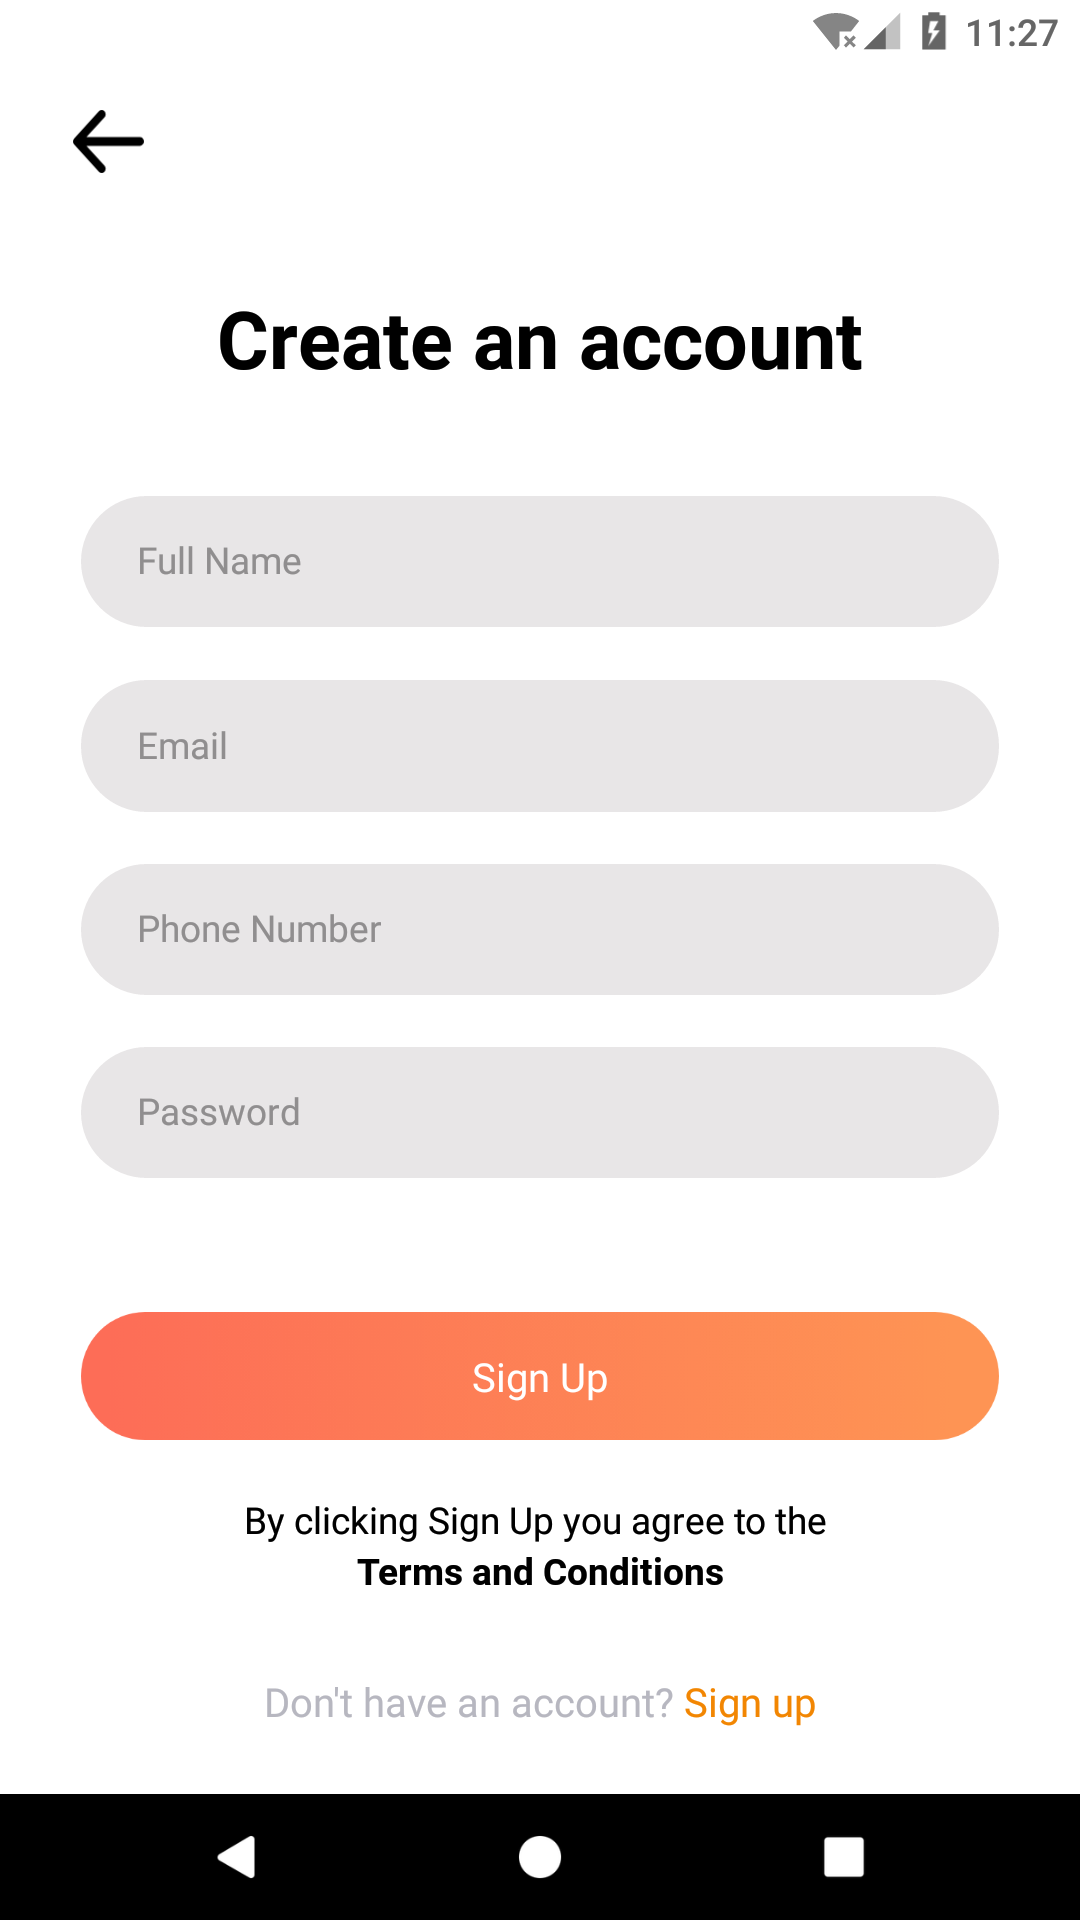 11:27
Create an account
Full Name
Email
Phone Number
Password
Sign Up
By clicking Sign Up you agree to the
Terms and Conditions
Don't have an account? Sign up